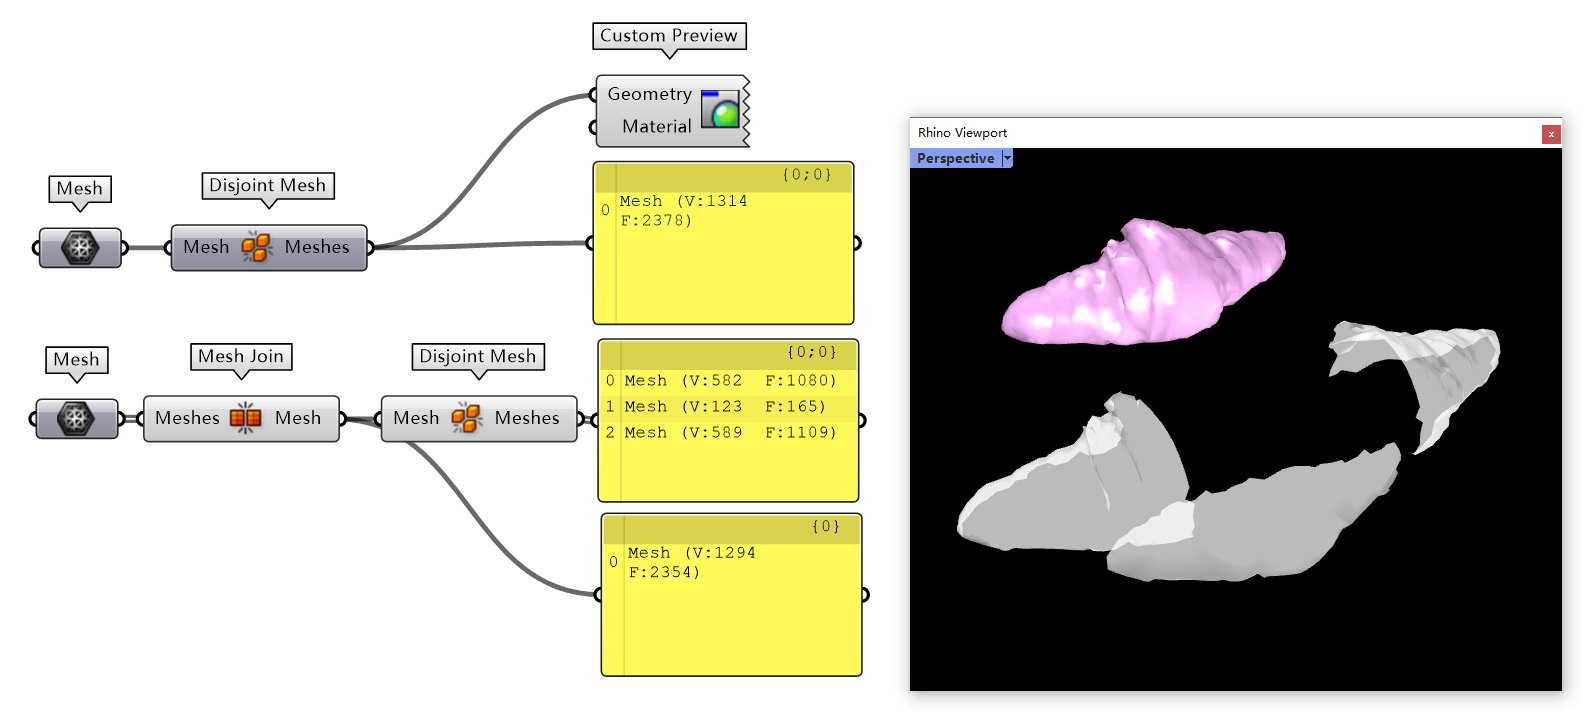 Custom Preview
Geometry
Material
Mesh
Disjoint Mesh
Mesh Meshes
{0;0}
0 Mesh (V:1314
F:2378)
Mesh
Mesh Join
Disjoint Mesh
Meshes Mesh
Mesh Meshes
{0;0}
0 Mesh (V:582 F:1080)
1 Mesh (V:123 F:165)
2 Mesh (V:589 F:1109)
{0}
0 Mesh (V:1294
F:2354)
Rhino Viewport
x
Perspective